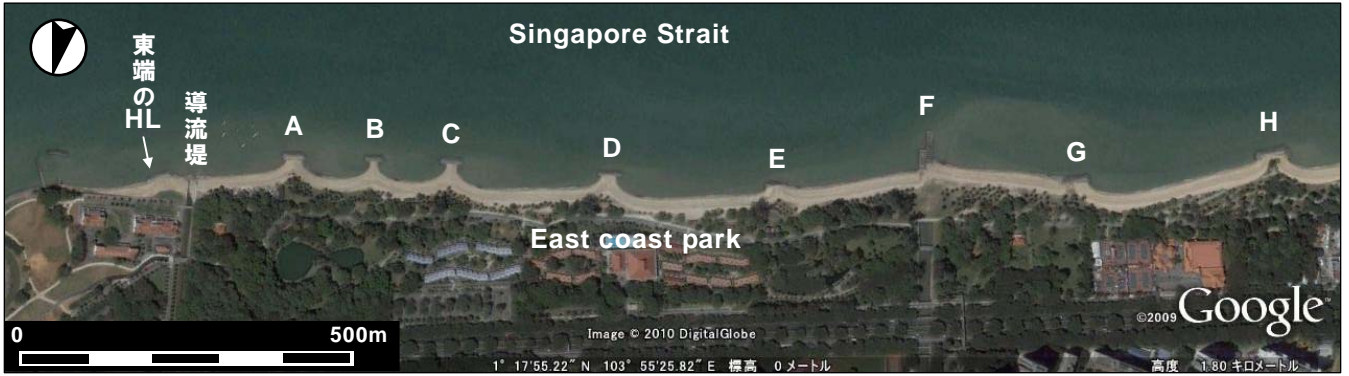 Singapore Strait
東端の
HL
導流堤
A
B
C
D
E
F
G
H
East coast park
0 500m
Image © 2010 DigitalGlobe
©2009 Google
1° 17'55.22" N 103° 55'25.82" E 標高 0 メートル
高度 1.80 キロメートル